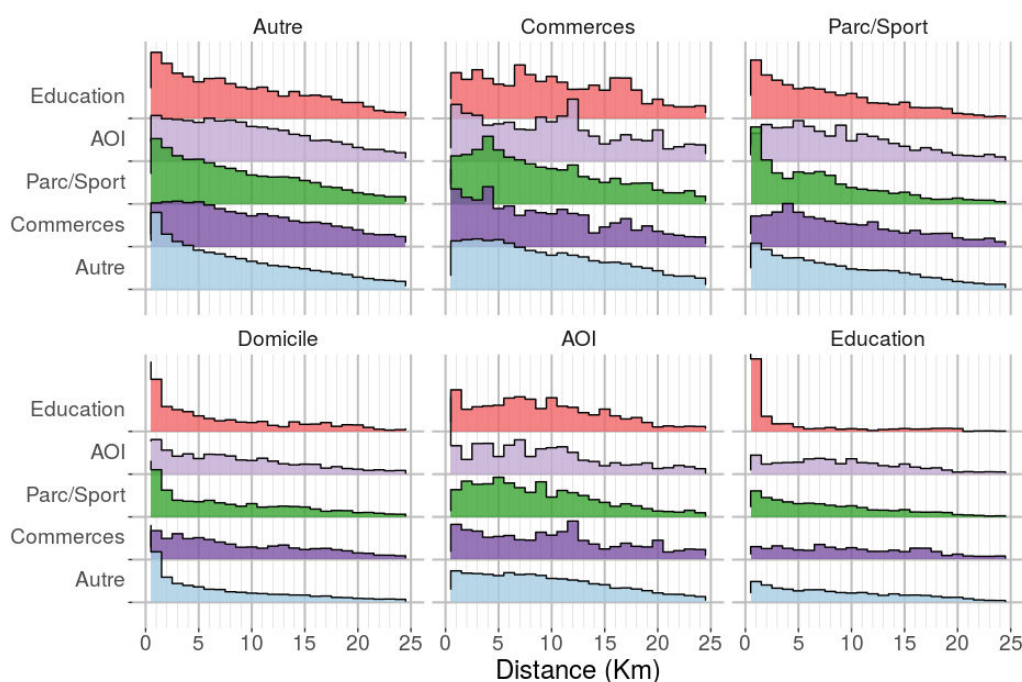 Autre Commerces Parc/Sport
Education
AOI
Parc/Sport
Commerces
Autre
Domicile AOI Education
Education
AOI
Parc/Sport
Commerces
Autre
0 5 10 15 20 25 0 5 10 15 20 25 0 5 10 15 20 25
Distance (Km)